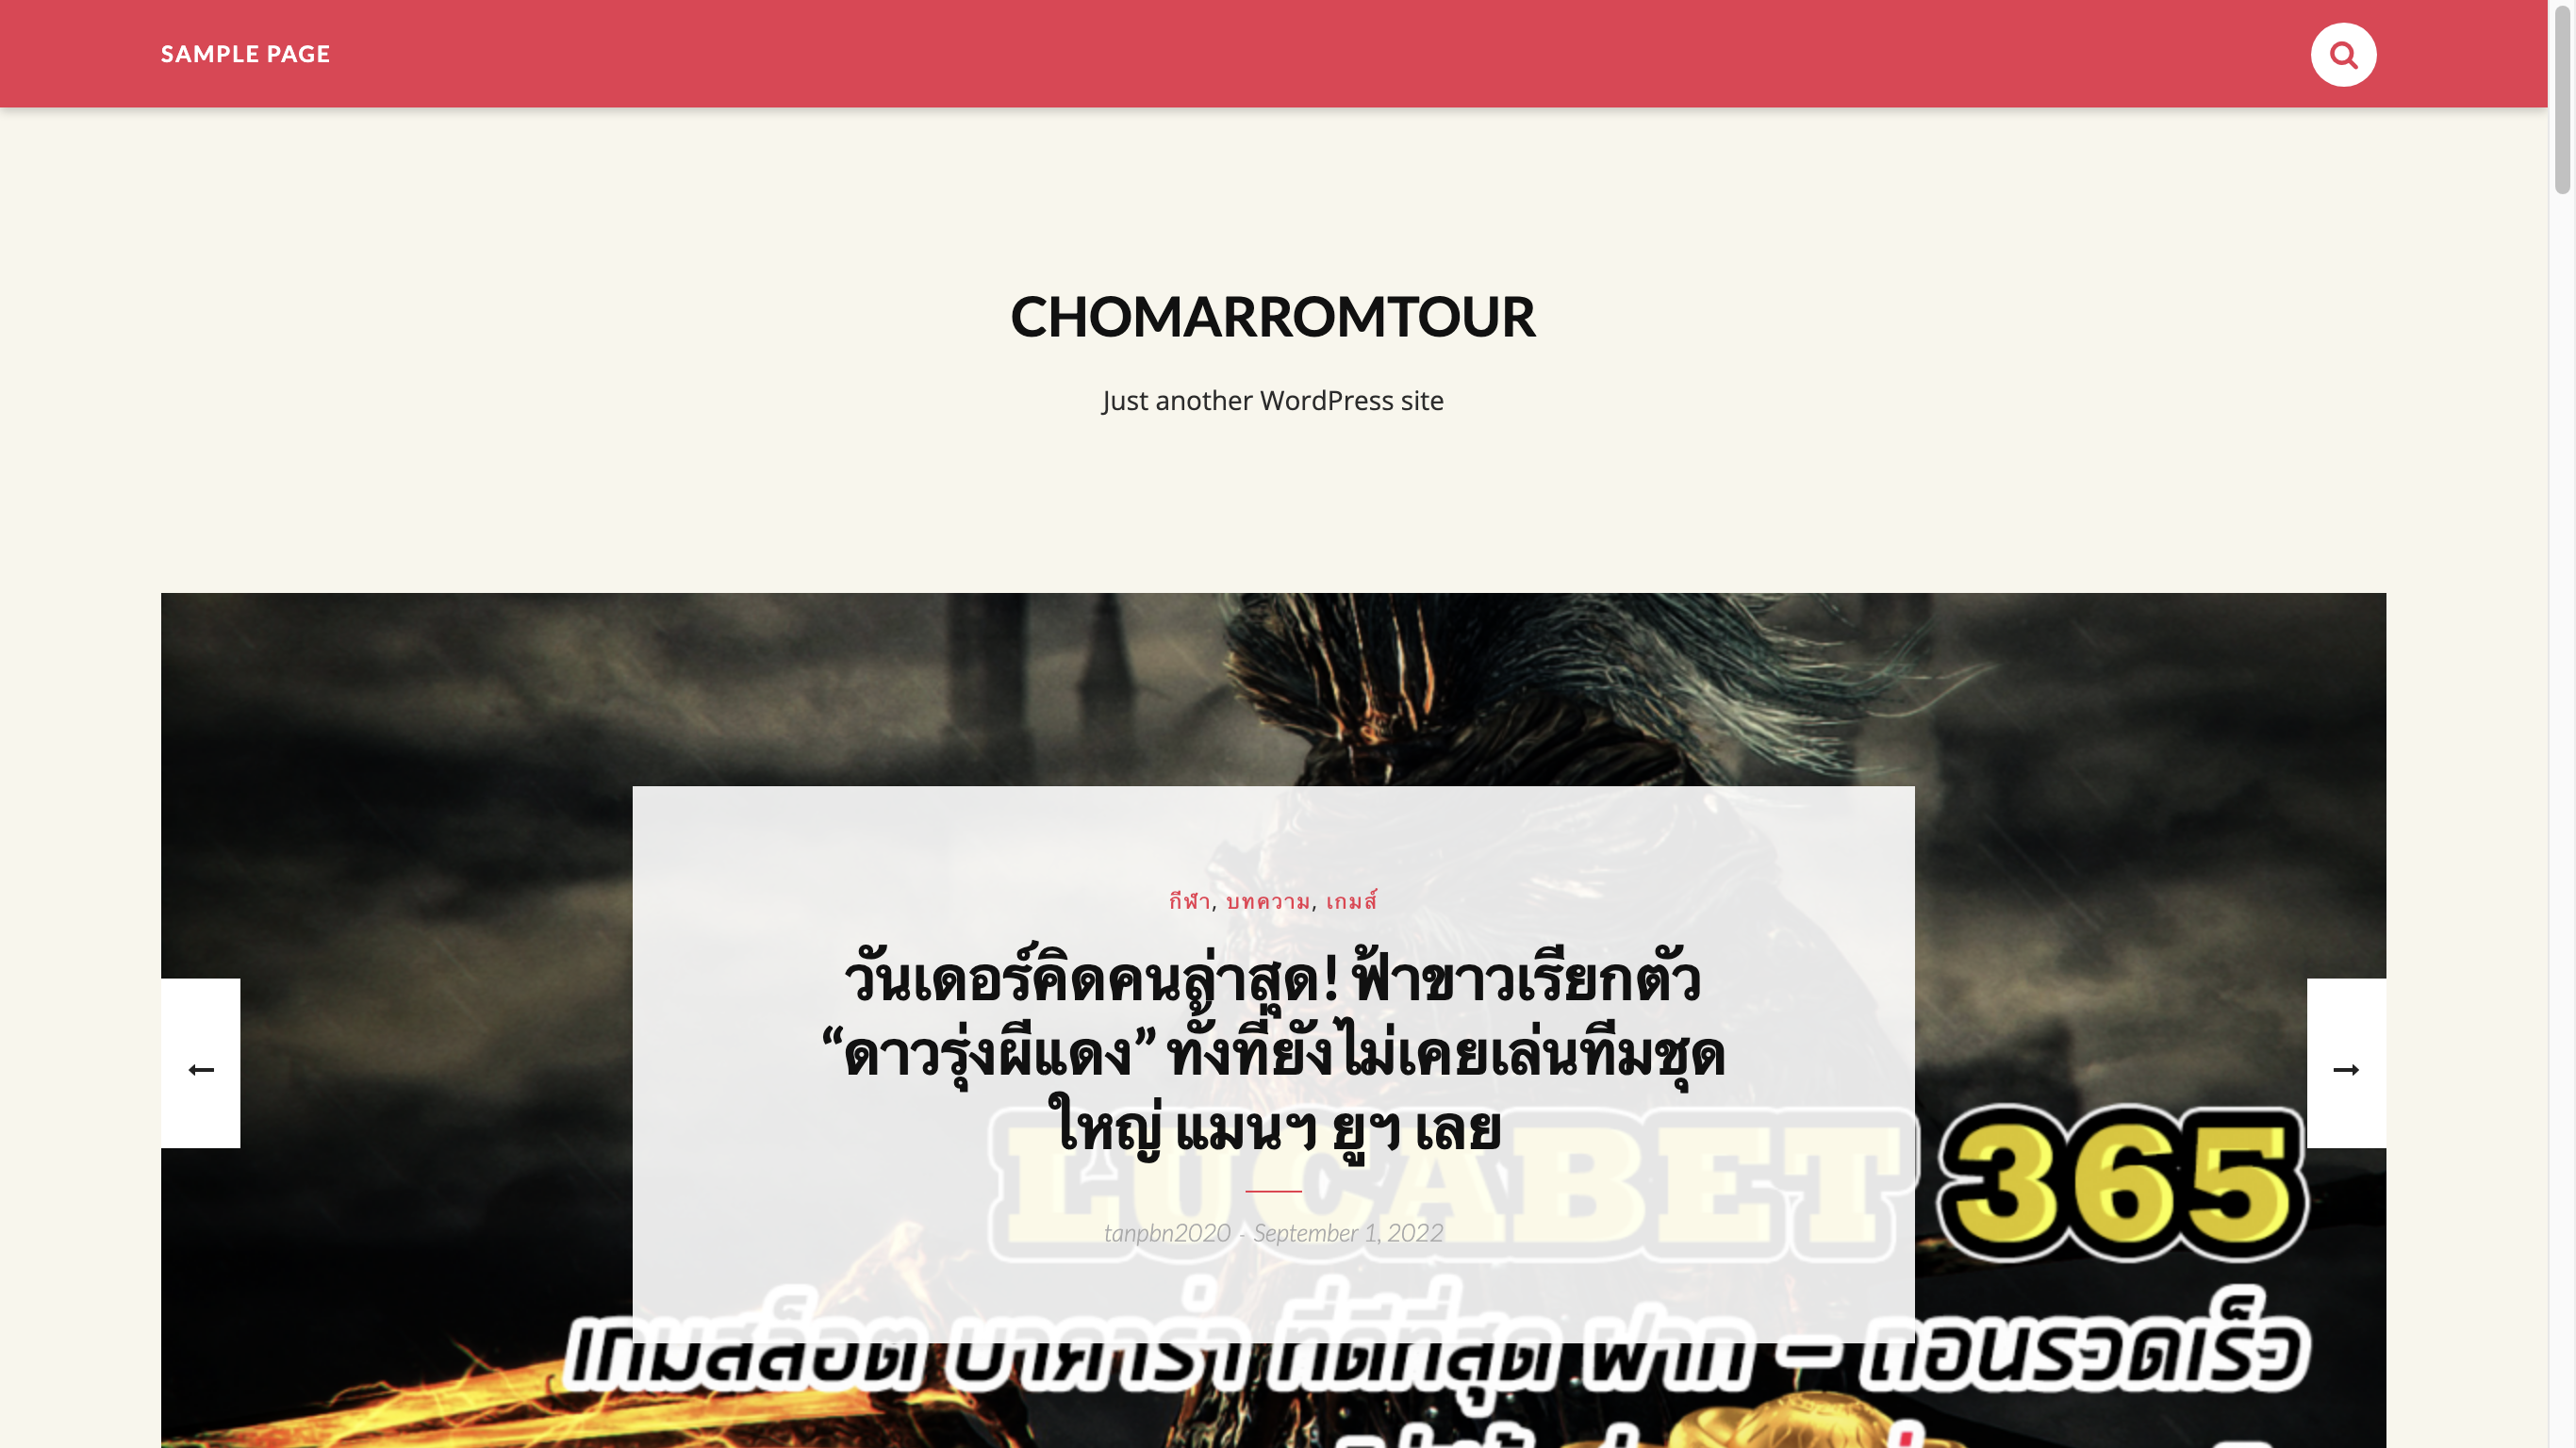 SAMPLE PAGE
CHOMARROMTOUR
Just another WordPress site
กีฬา, บทความ, เกมส์
วันเดอร์คิดคนล่าสุด! ฟ้าขาวเรียกตัว
“ดาวรุ่งผีแดง” ทั้งที่ยังไม่เคยเล่นทีมชุด
ใหญ่ แมนฯ ยูฯ เลย
LUCABET 365
tanpbn2020 - September 1, 2022
เกมสล็อต บาคาร่า ที่ดีที่สุด ฝาก – ถอนรวดเร็ว